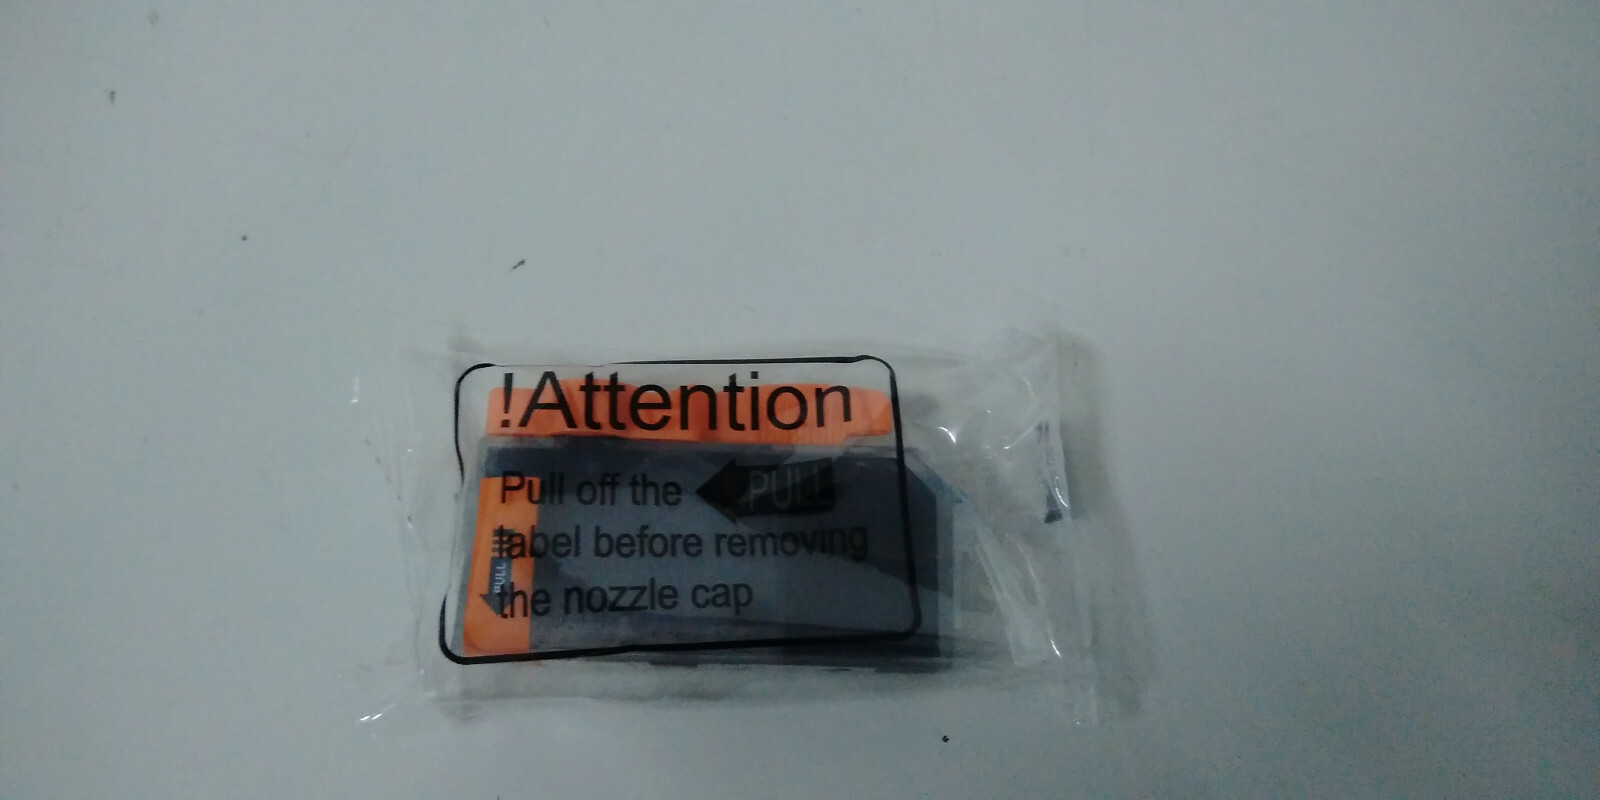 !Attention
Pull off the PULL
label before removing
the nozzle cap
PULL